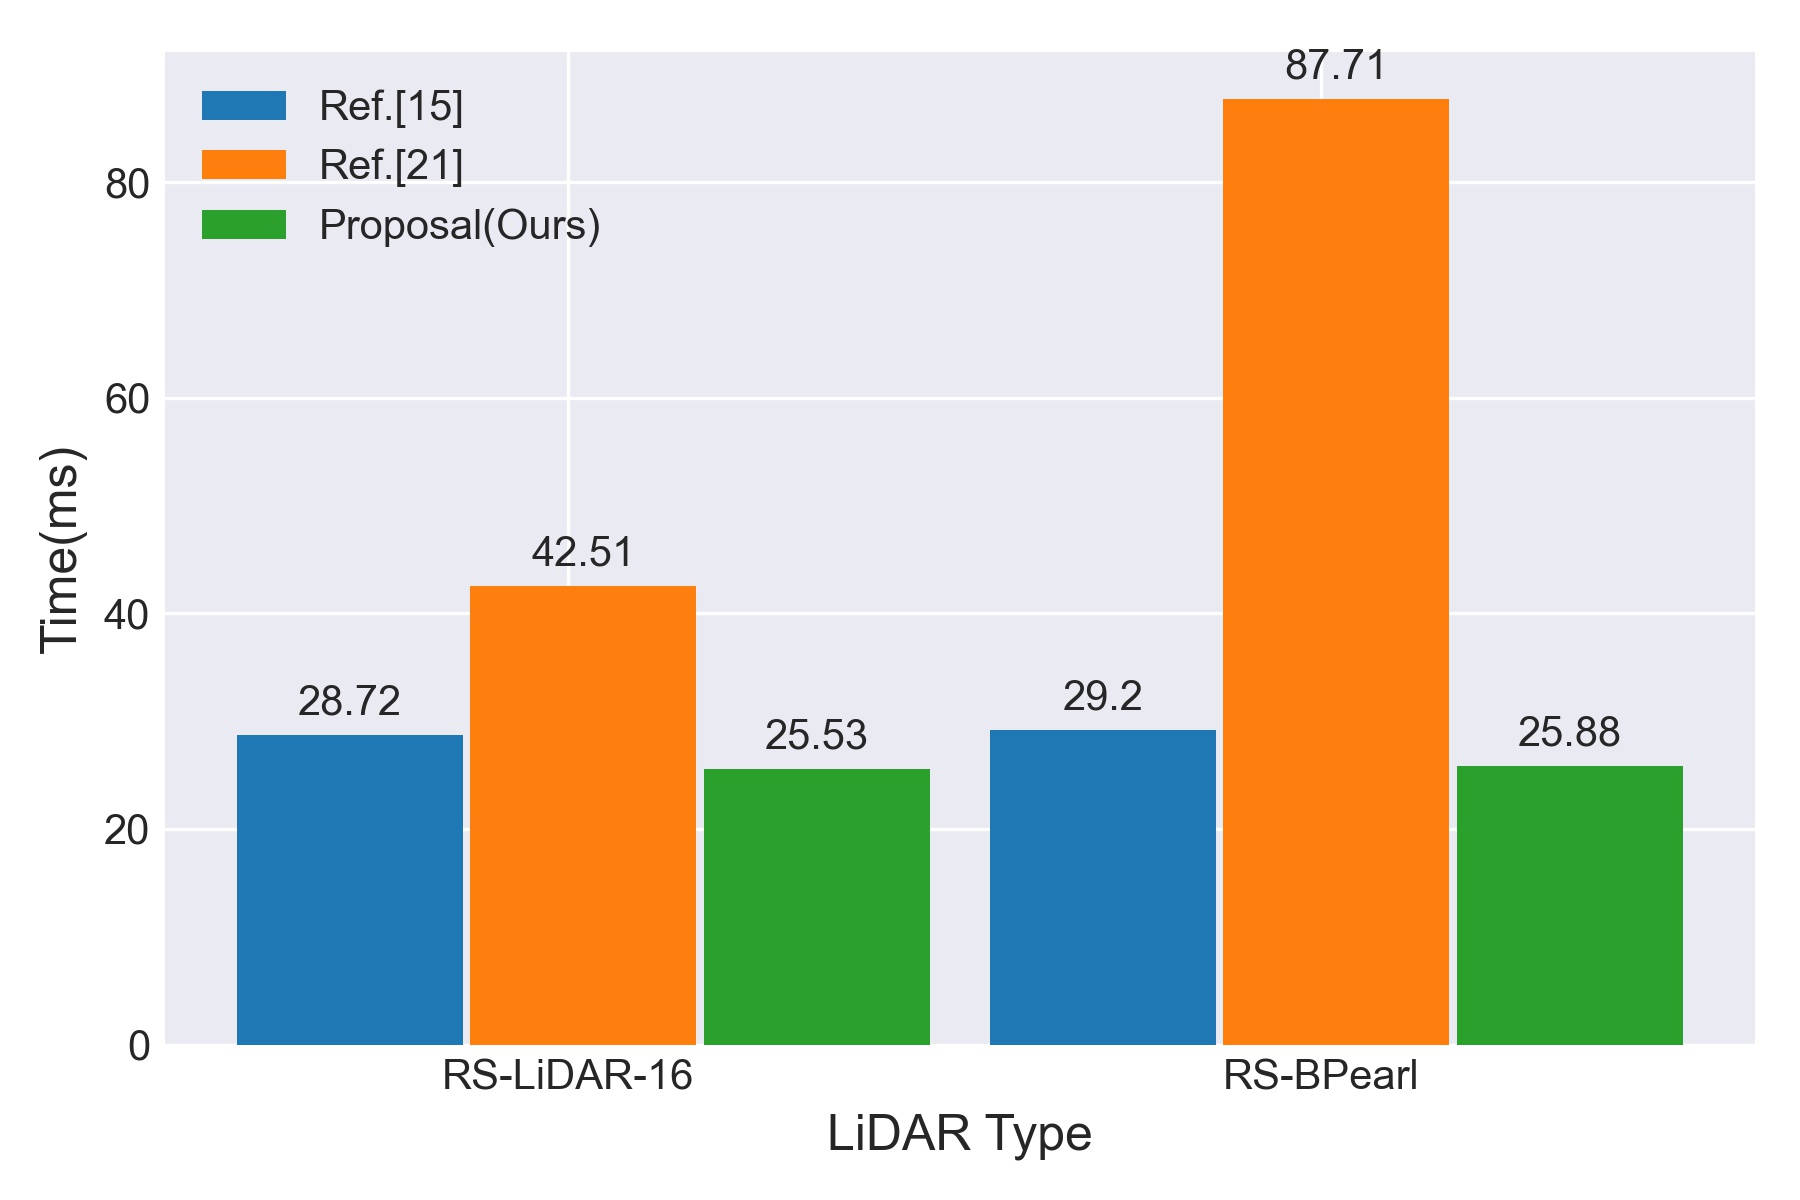 Ref.[15]
Ref.[21]
Proposal(Ours)
87.71
80
60
42.51
40
28.72
25.53
29.2
25.88
20
0
Time(ms)
RS-LiDAR-16
RS-BPearl
LiDAR Type